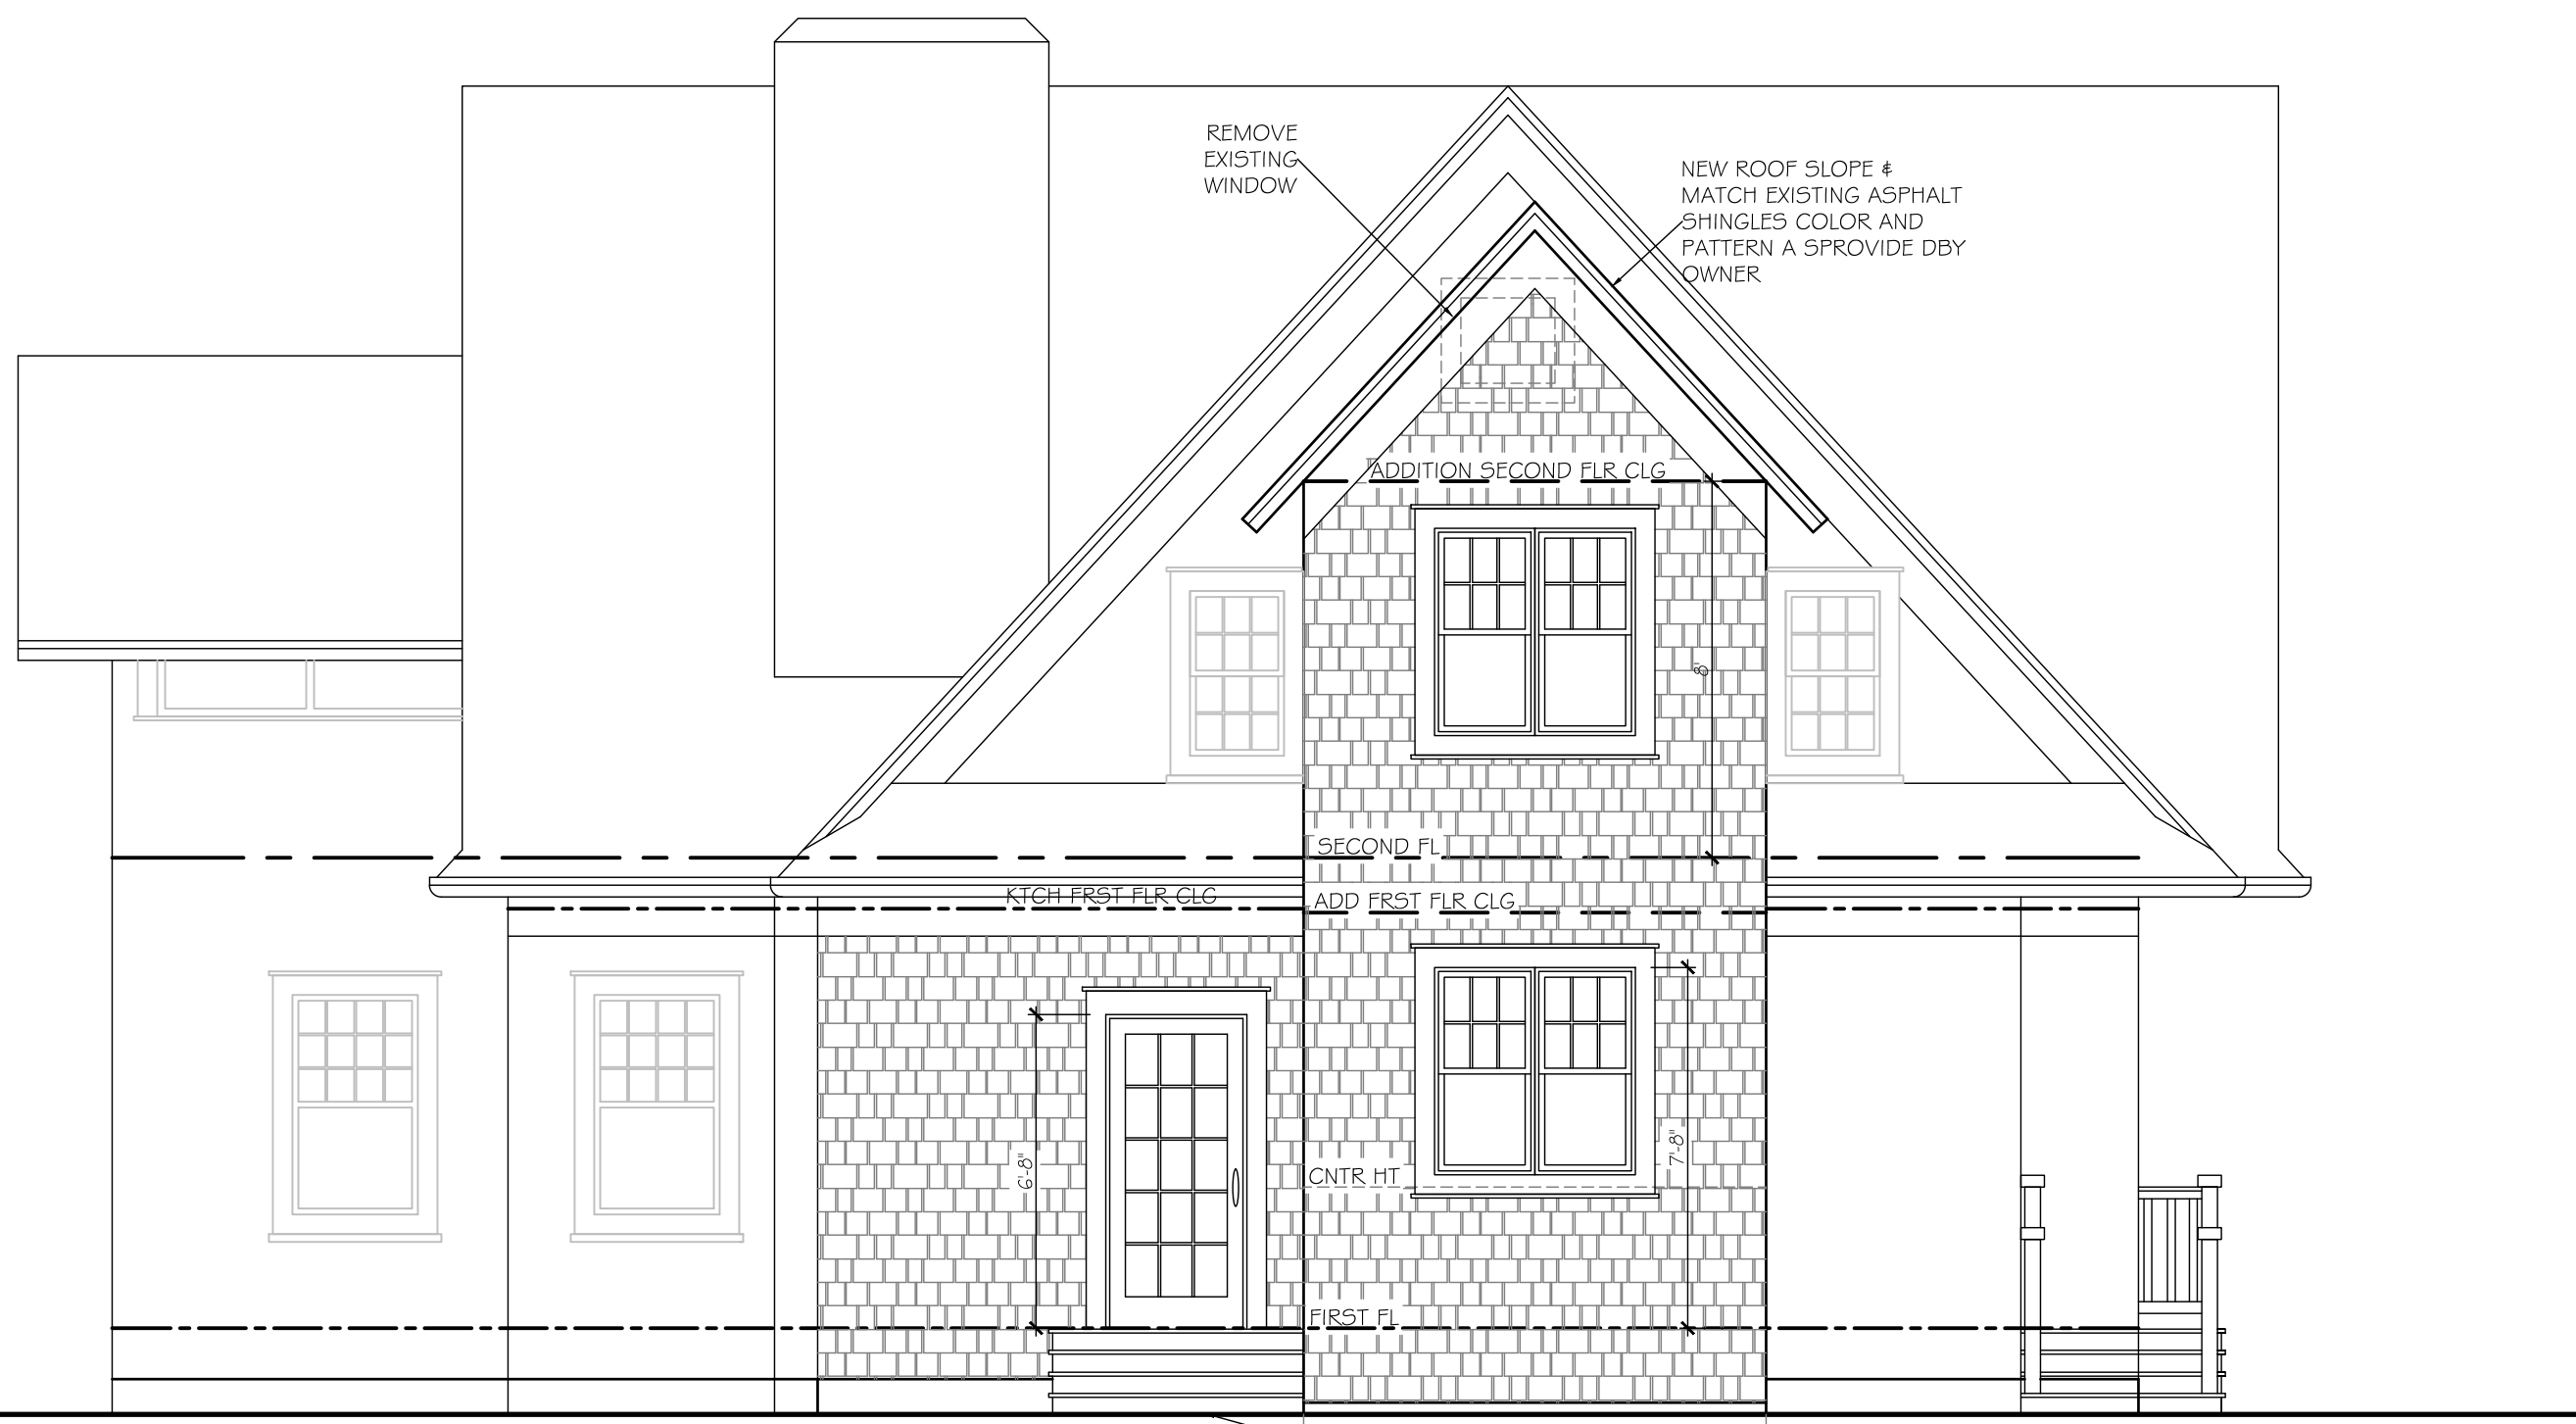 REMOVE
EXISTING
WINDOW
NEW ROOF SLOPE &
MATCH EXISTING ASPHALT
SHINGLES COLOR AND
PATTERN A SPROVIDE DBY
OWNER
ADDITION SECOND FLR CLG
8'
SECOND FL
KTCH FRST FLR CLG
ADD FRST FLR CLG
6'-8"
7'-8"
CNTR HT
FIRST FL